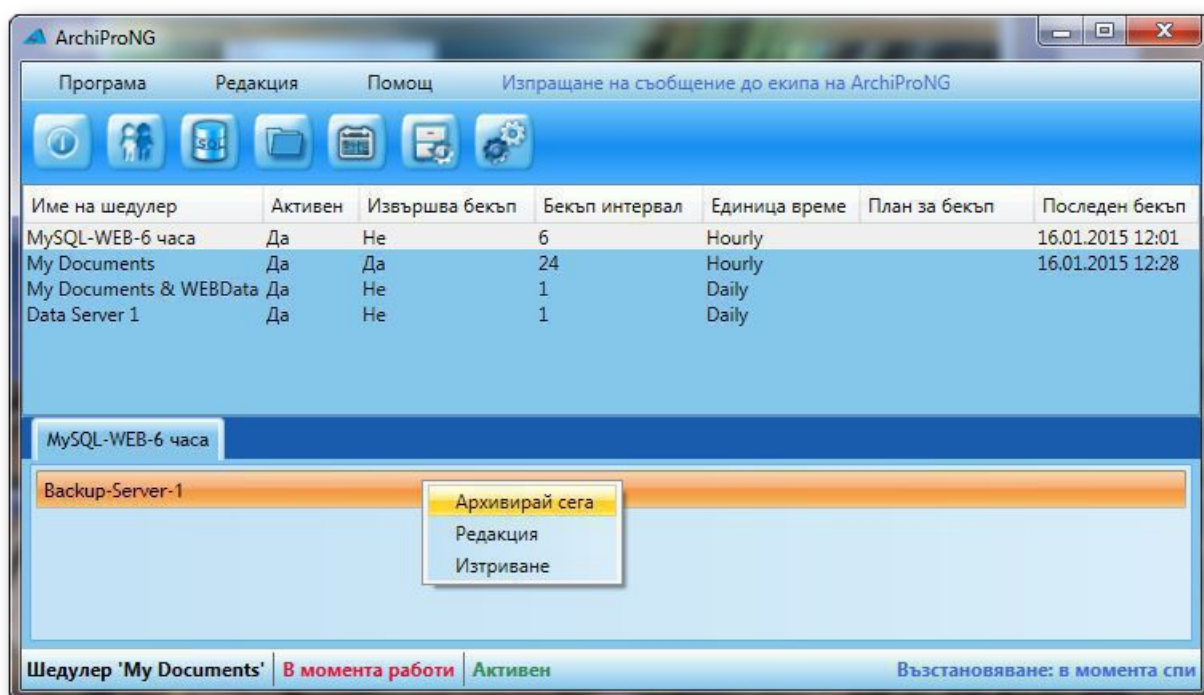 ArchiProNG
Програма Редакция Помощ Изпращане на съобщение до екипа на ArchiProNG
SQL
Име на шедулер Активен Извършва бекъп Бекъп интервал Единица време План за бекъп Последен бекъп
MySQL-WEB-6 часа Да Не 6 Hourly 16.01.2015 12:01
My Documents Да Да 24 Hourly 16.01.2015 12:28
My Documents & WEBData Да Не 1 Daily
Data Server 1 Да Не 1 Daily
MySQL-WEB-6 часа
Backup-Server-1
Архивирай сега
Редакция
Изтриване
Шедулер 'My Documents' В момента работи Активен Възстановяване: в момента спи